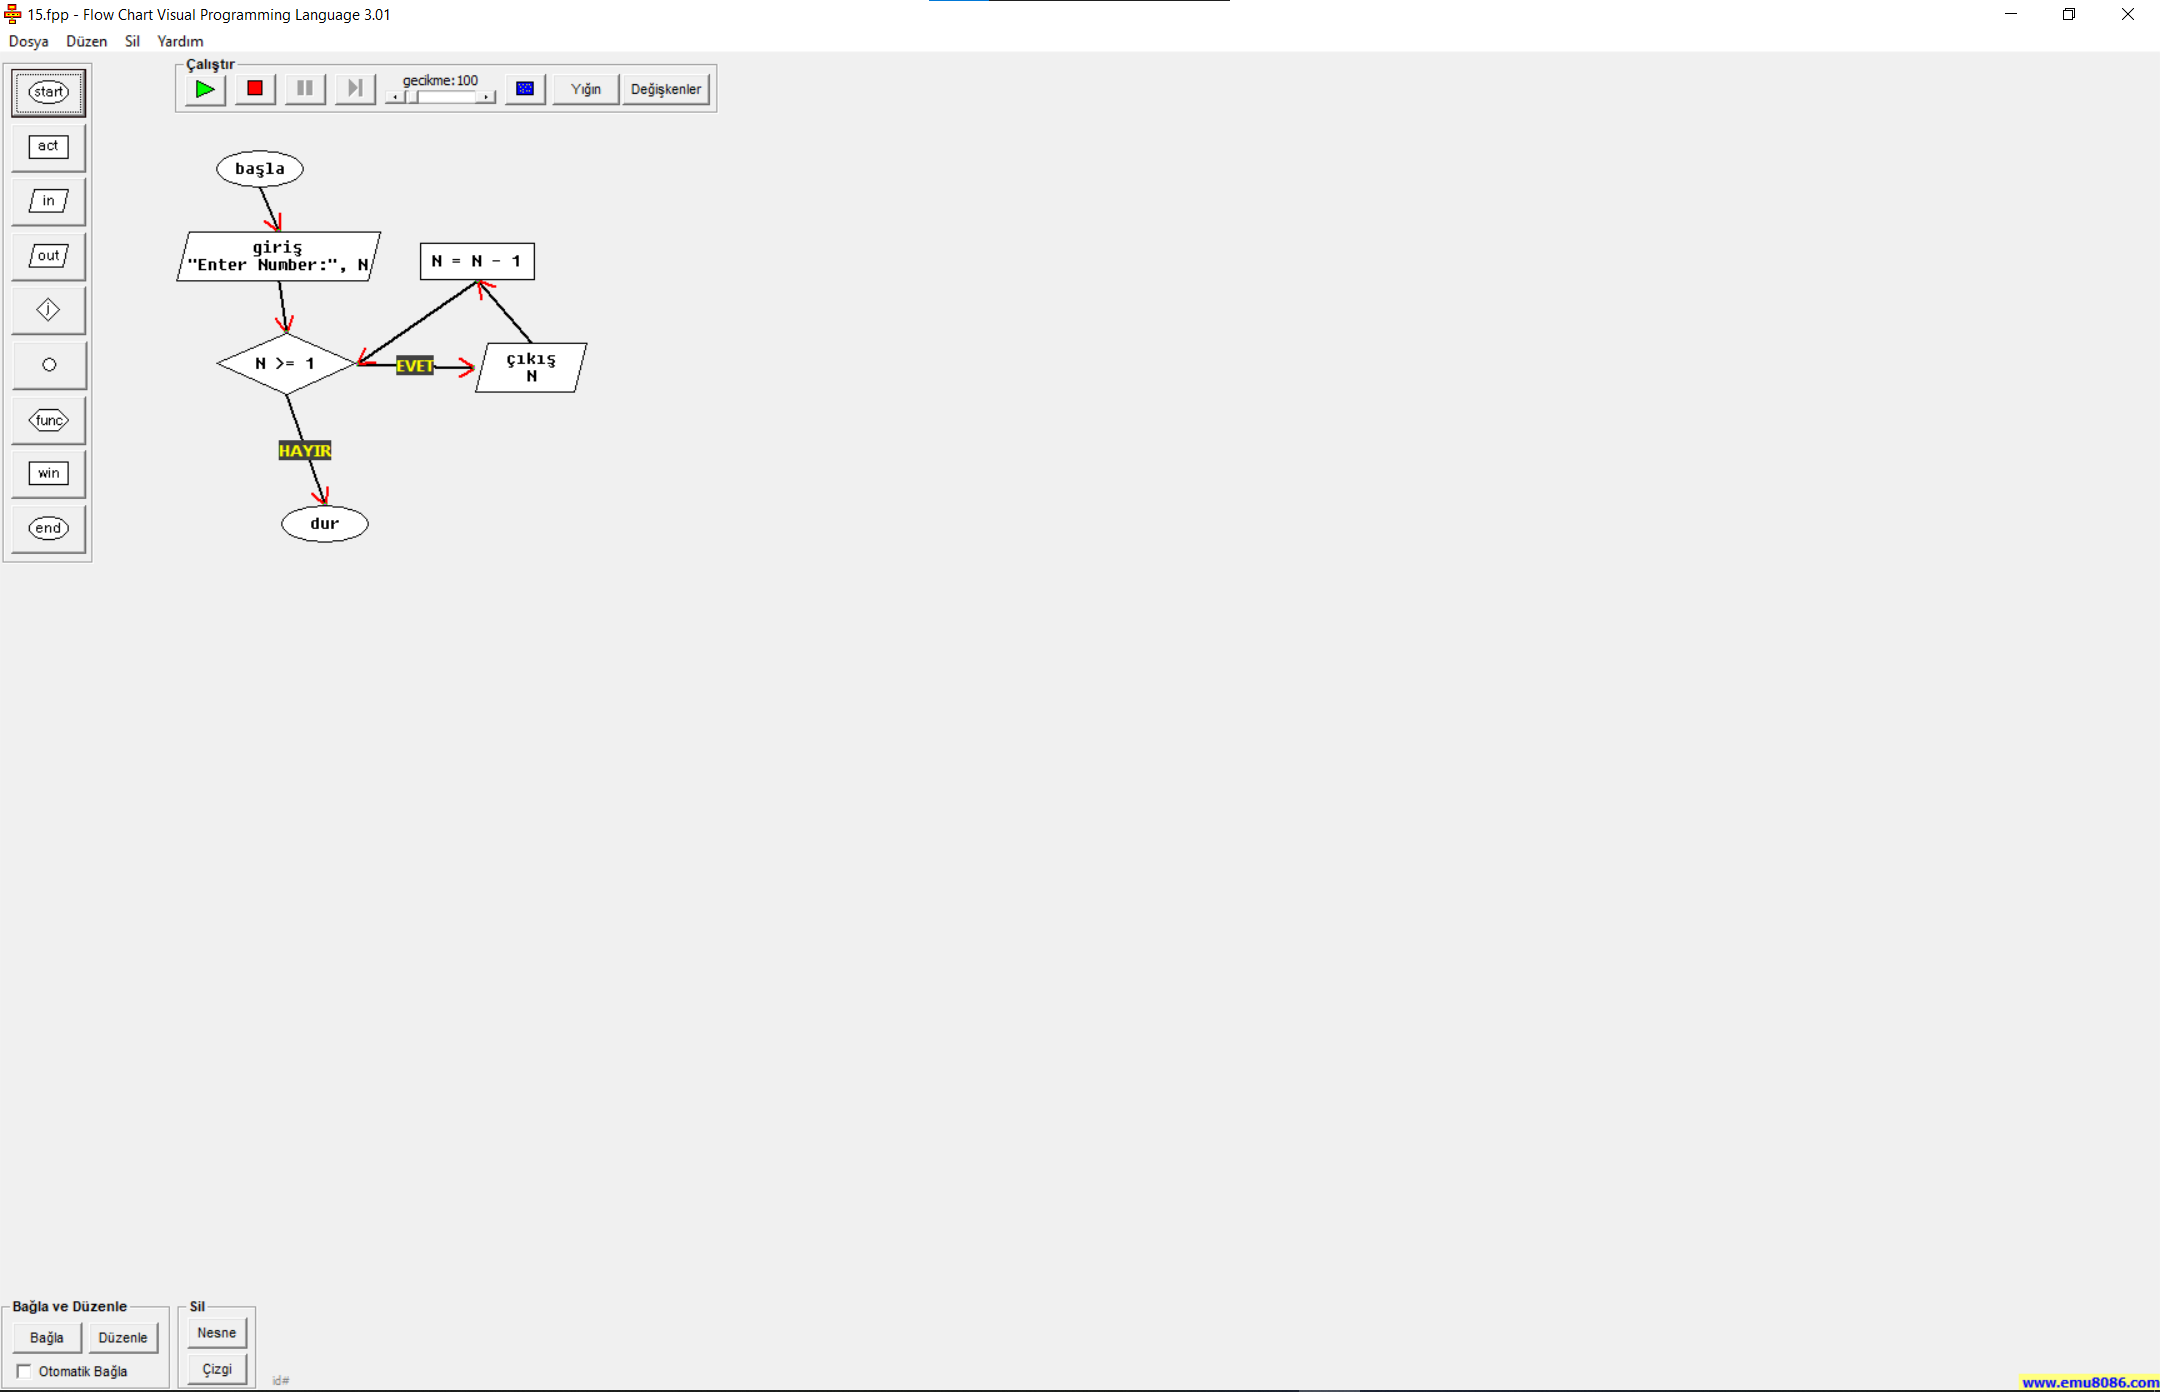 15.fpp - Flow Chart Visual Programming Language 3.01
Dosya Düzen Sil Yardım
Çalıştır
gecikme:100
Yığın
Değişkenler
start
act
in
out
j
func
win
end
başla
giriş
"Enter Number:", N
N = N - 1
N >= 1
EVET
çıkış
N
HAYIR
dur
Bağla ve Düzenle
Bağla
Düzenle
Otomatik Bağla
Sil
Nesne
Çizgi
id#
www.emu8086.com